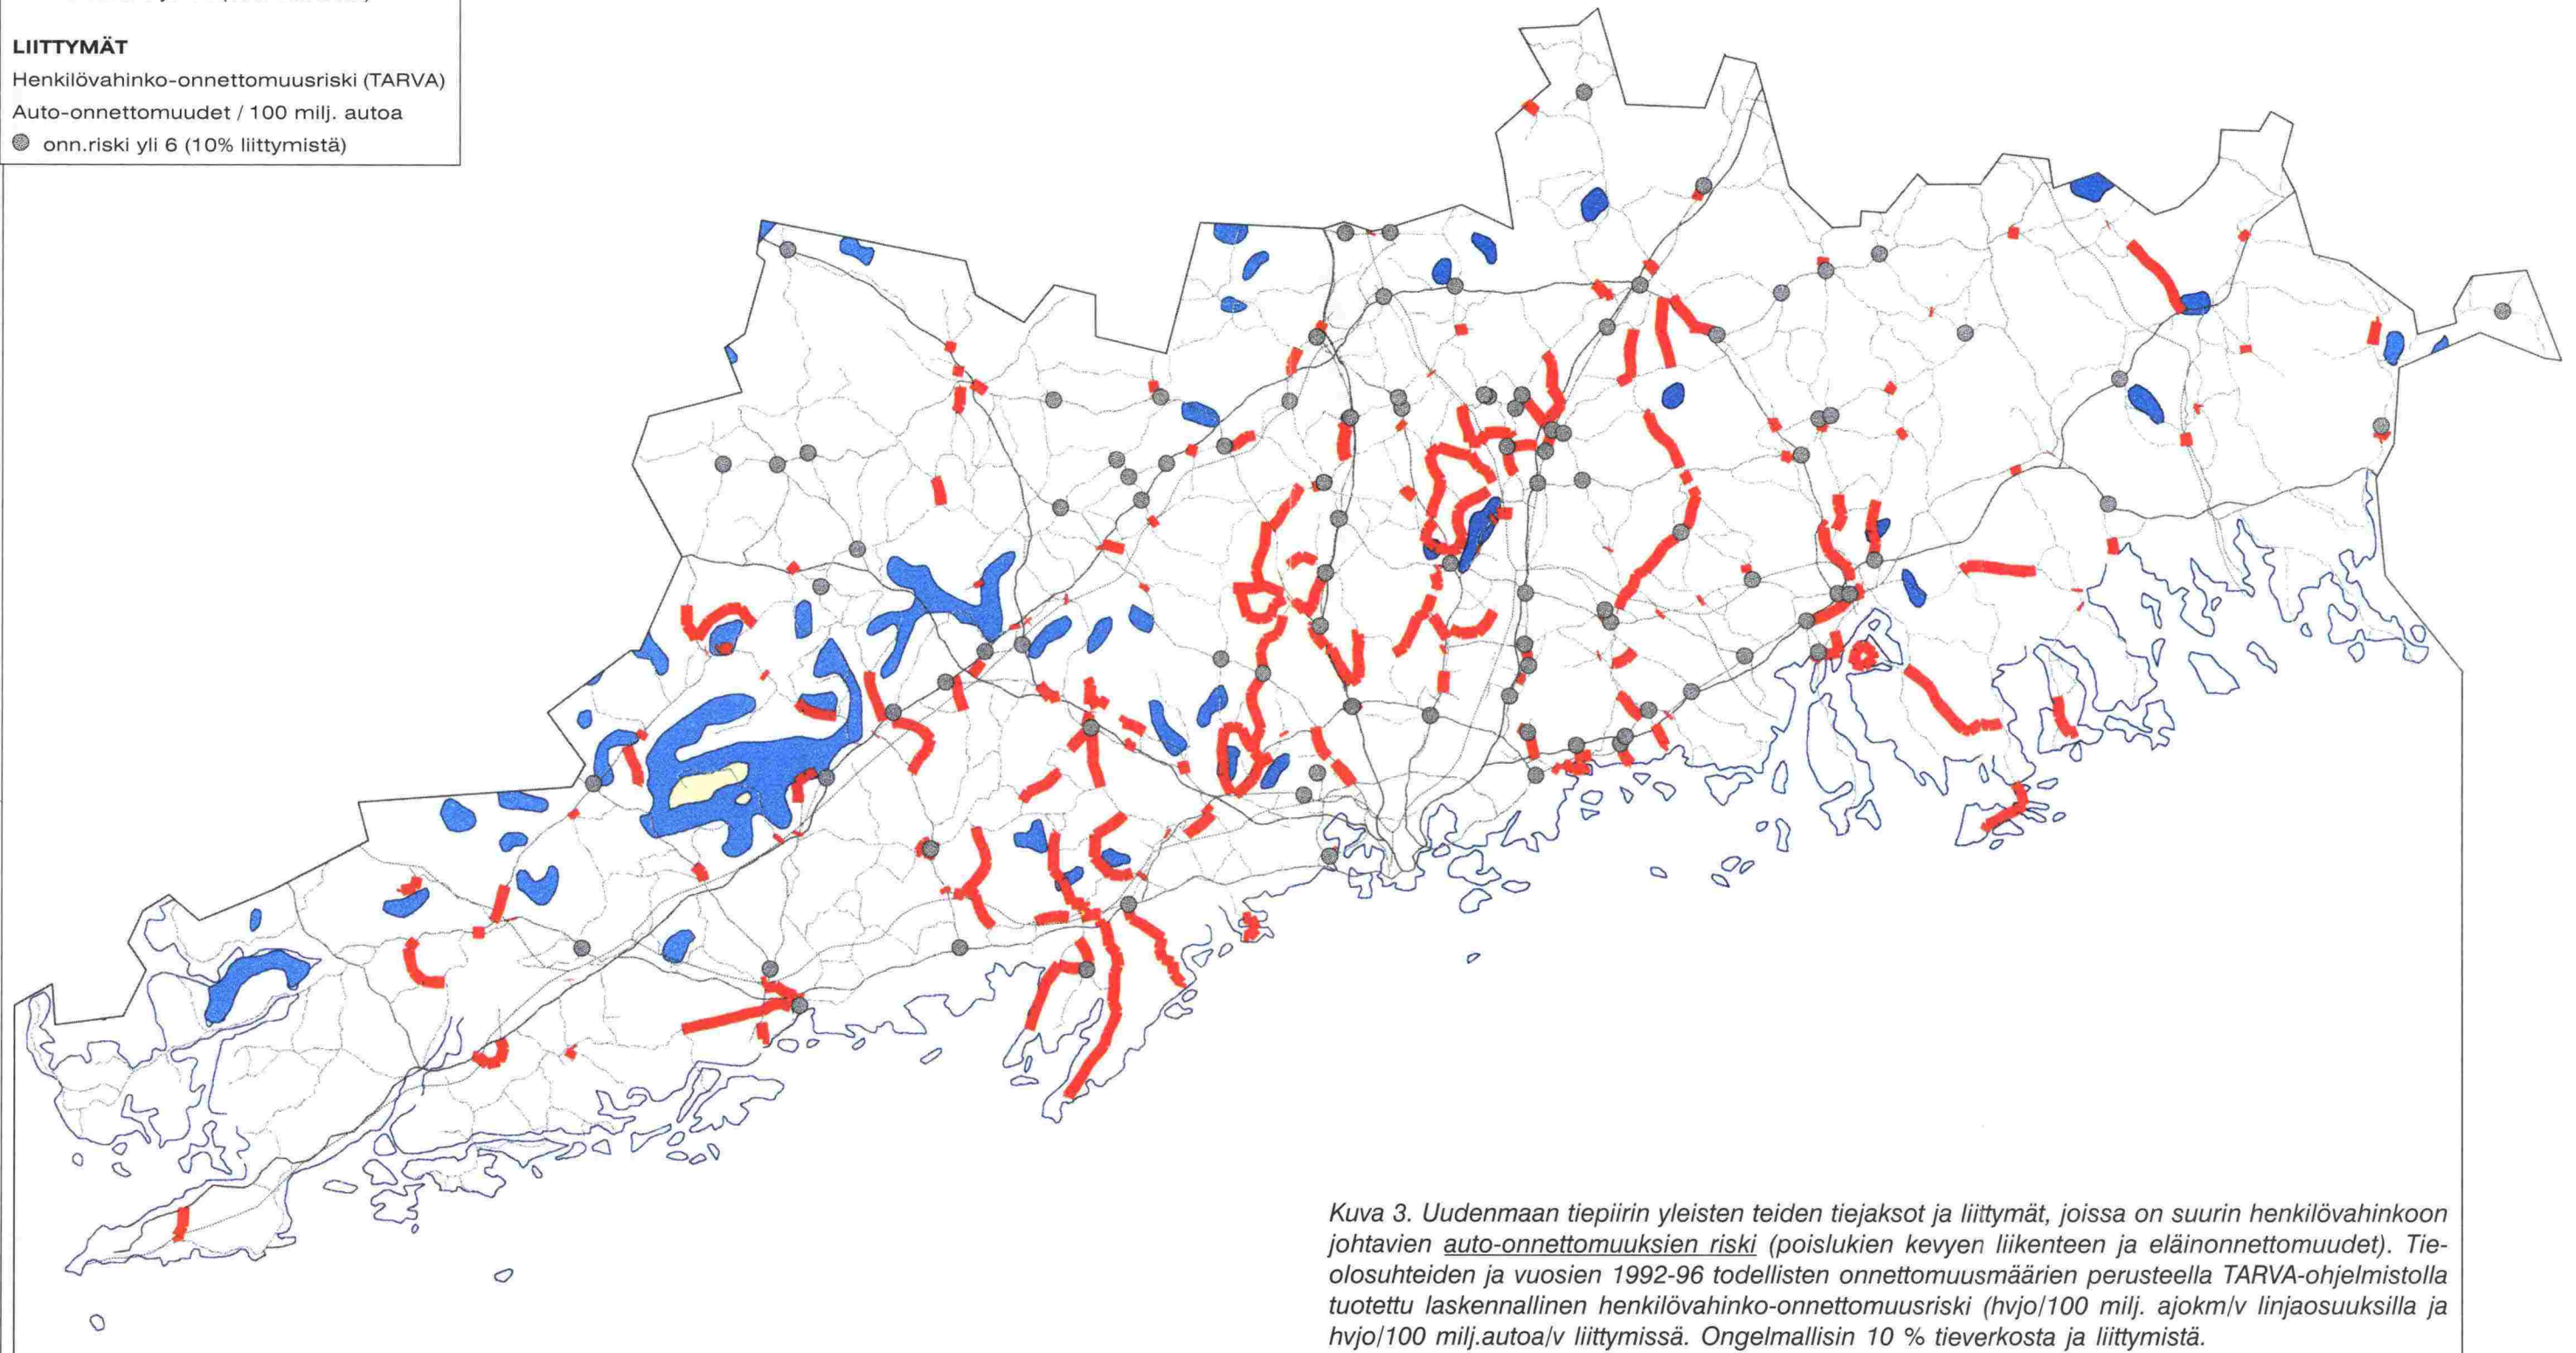 LIITTYMÄT
Henkilövahinko-onnettomuusriski (TARVA)
Auto-onnettomuudet / 100 milj. autoa
onn.riski yli 6 (10% liittymistä)
Kuva 3. Uudenmaan tiepiirin yleisten teiden tiejaksot ja liittymät, joissa on suurin henkilövahinkoon
johtavien auto-onnettomuuksien riski (poislukien kevyen liikenteen ja eläinonnettomuudet). Tie-
olosuhteiden ja vuosien 1992-96 todellisten onnettomuusmäärien perusteella TARVA-ohjelmistolla
tuotettu laskennallinen henkilövahinko-onnettomuusriski (hvjo/100 milj. ajokm/v linjaosuuksilla ja
hvjo/100 milj.autoa/v liittymissä. Ongelmallisin 10 % tieverkosta ja liittymistä.